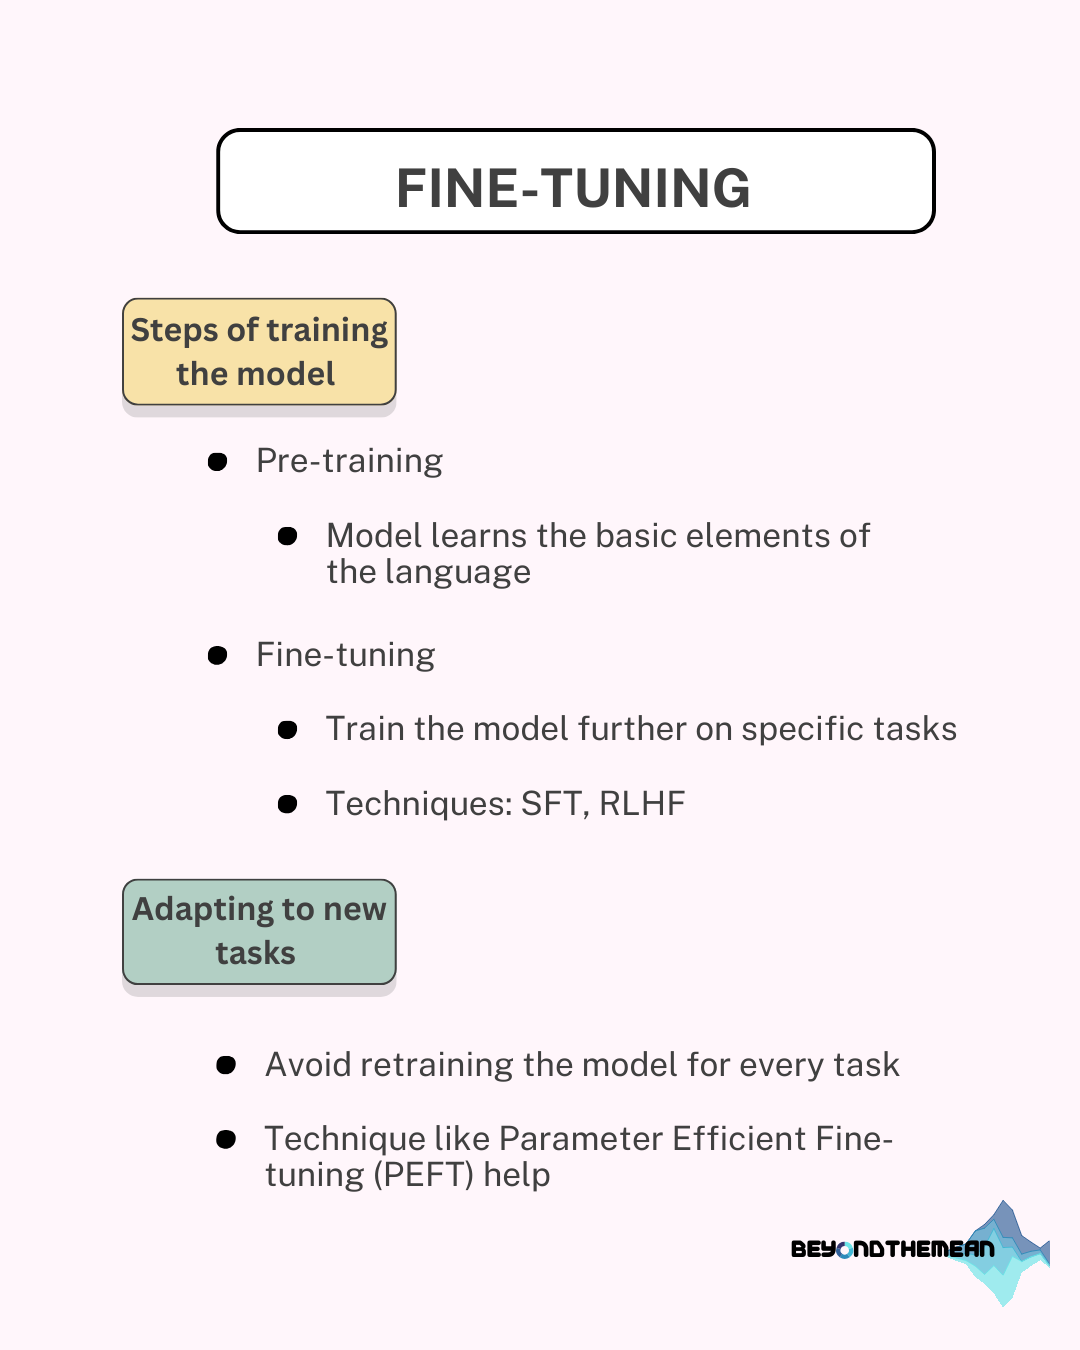 FINE-TUNING
Steps of training
the model
Pre-training
Model learns the basic elements of
the language
Fine-tuning
Train the model further on specific tasks
Techniques: SFT, RLHF
Adapting to new
tasks
Avoid retraining the model for every task
Technique like Parameter Efficient Fine-
tuning (PEFT) help
BEYONDTHEMEAN